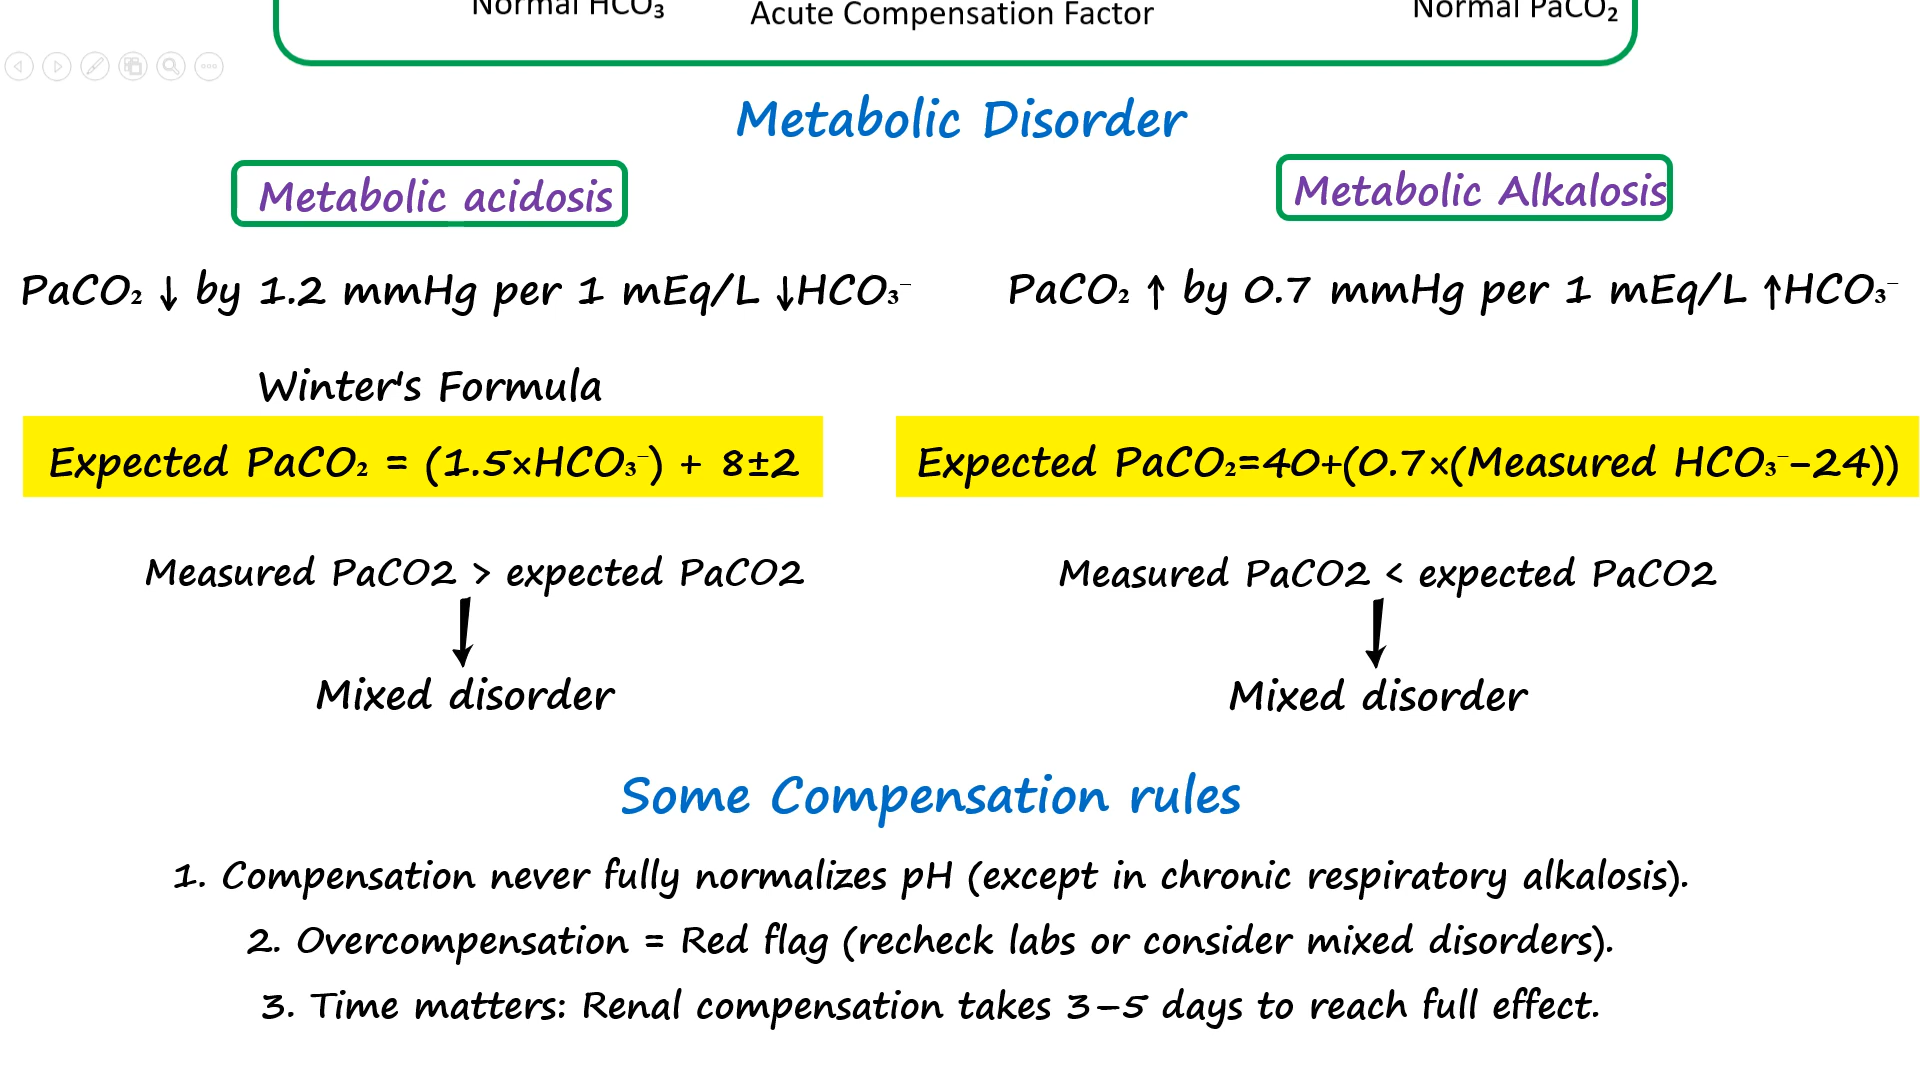 Normal HCO₃
Acute Compensation Factor
Normal PaCO₂
Metabolic Disorder
Metabolic acidosis
Metabolic Alkalosis
PaCO₂ ↓ by 1.2 mmHg per 1 mEq/L ↓HCO₃⁻
PaCO₂ ↑ by 0.7 mmHg per 1 mEq/L ↑HCO₃⁻
Winter's Formula
Expected PaCO₂ = (1.5×HCO₃⁻) + 8±2
Expected PaCO₂=40+(0.7×(Measured HCO₃⁻−24))
Measured PaCO2 > expected PaCO2
Measured PaCO2 < expected PaCO2
Mixed disorder
Mixed disorder
Some Compensation rules
1. Compensation never fully normalizes pH (except in chronic respiratory alkalosis).
2. Overcompensation = Red flag (recheck labs or consider mixed disorders).
3. Time matters: Renal compensation takes 3–5 days to reach full effect.